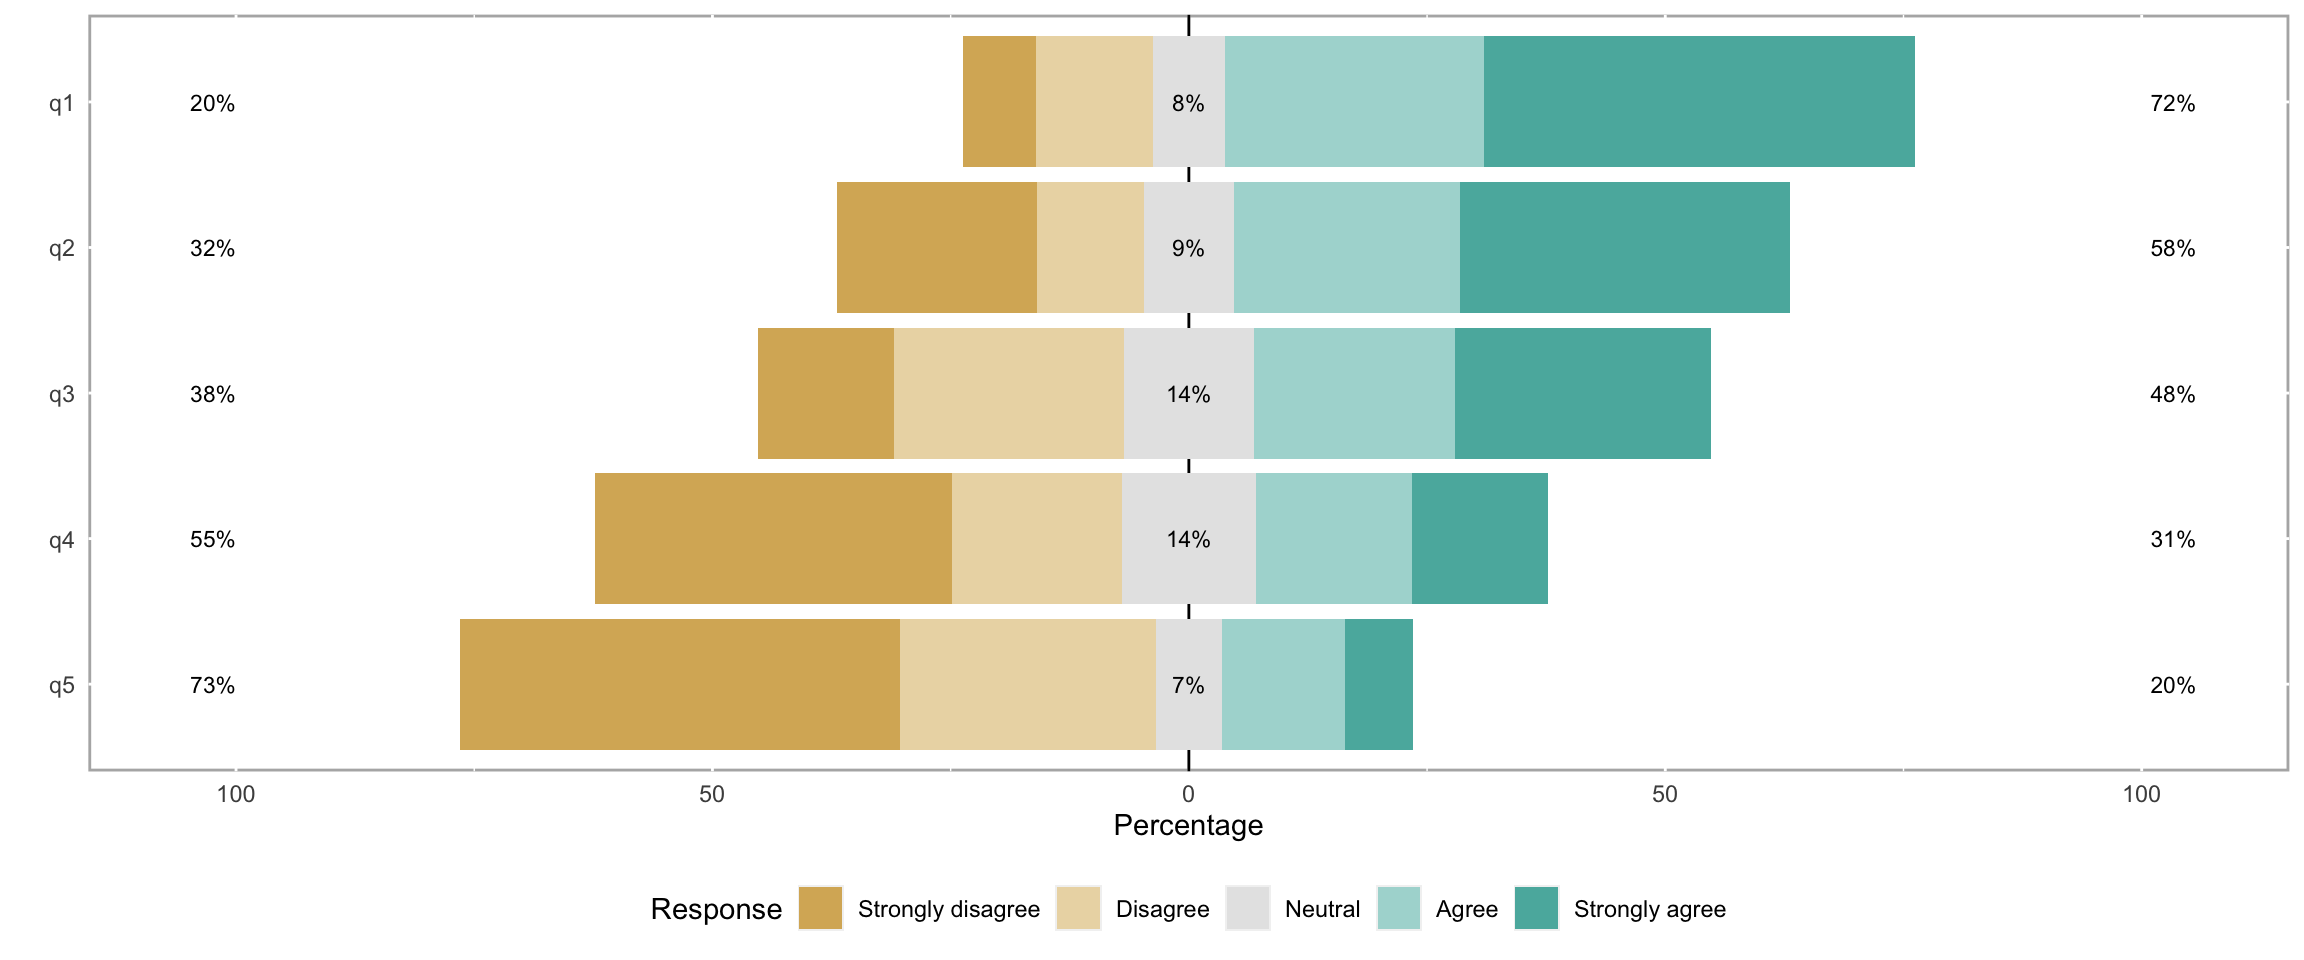 q1 20% 8% 72%
q2 32% 9% 58%
q3 38% 14% 48%
q4 55% 14% 31%
q5 73% 7% 20%
100 50 0 50 100
Percentage
Response Strongly disagree Disagree Neutral Agree Strongly agree